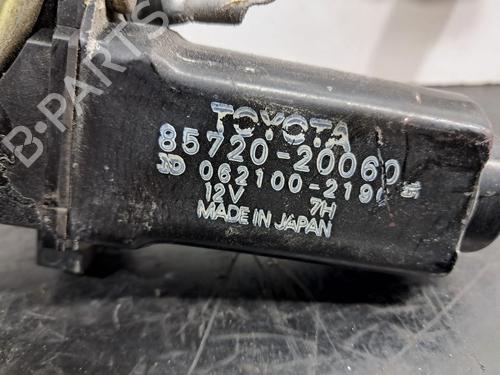 TOYOTA
85720-20060
062100-219
12V 7H
MADE IN JAPAN
B-PARTS